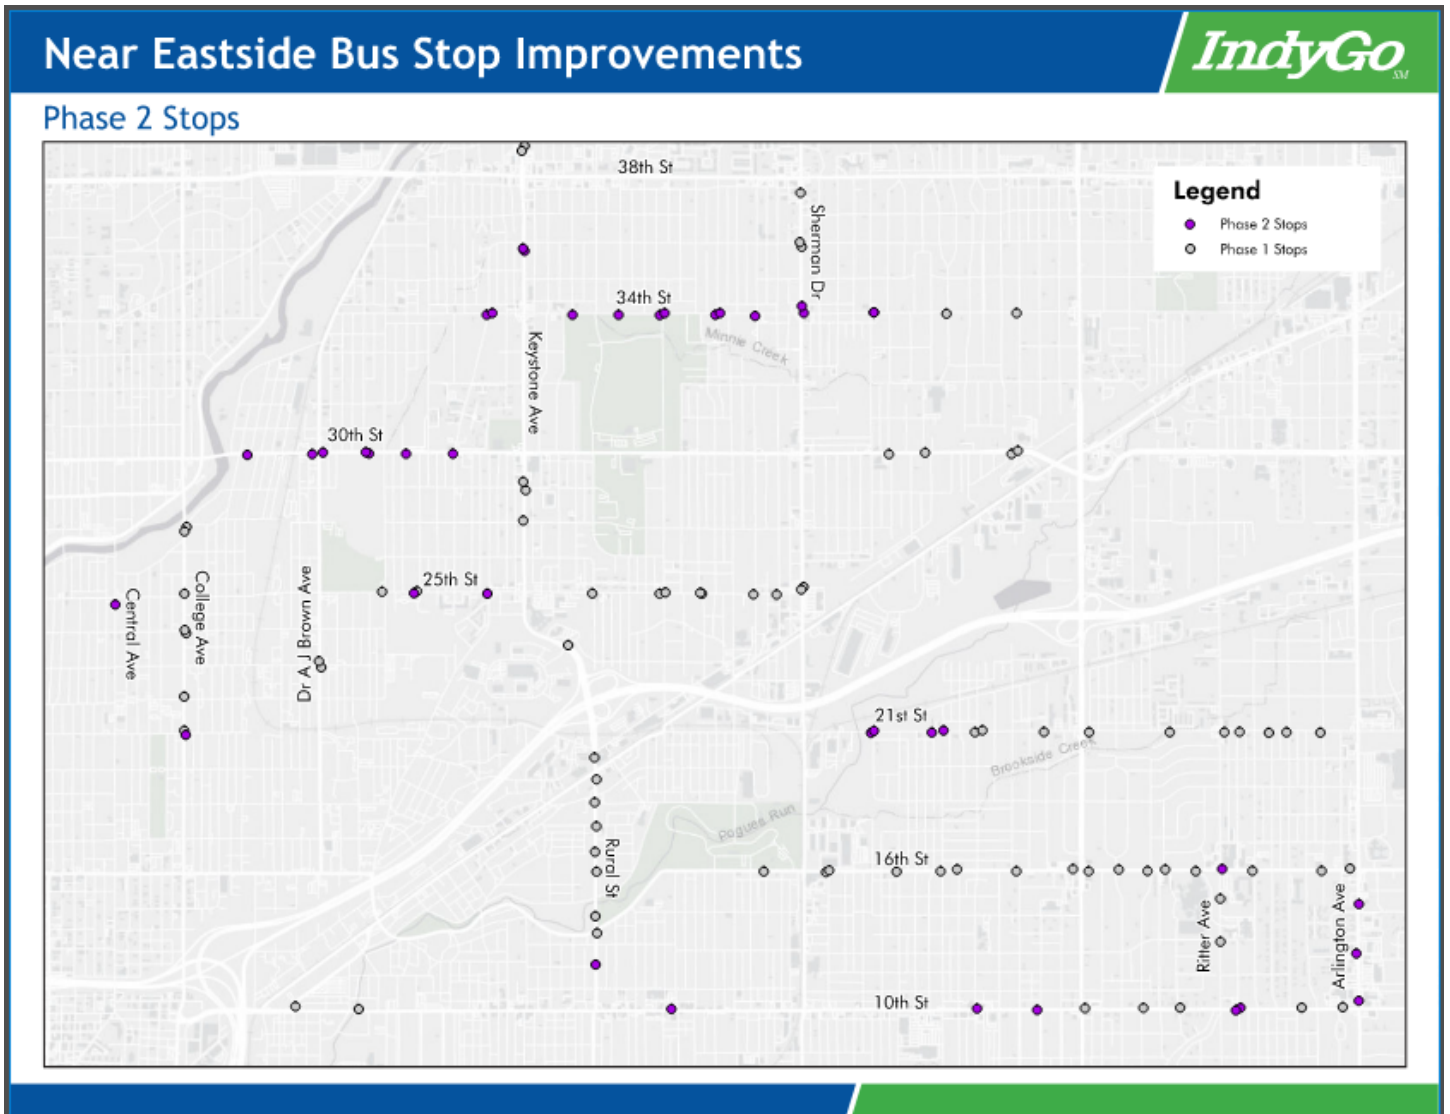 Near Eastside Bus Stop Improvements
IndyGo SM
Phase 2 Stops
38th St
Legend
Phase 2 Stops
Phase 1 Stops
Sherman Dr
34th St
Minnie Creek
Keystone Ave
30th St
25th St
Central Ave
College Ave
Dr A J Brown Ave
21st St
Brookside Creek
Pogues Run
16th St
Rural St
Ritter Ave
Arlington Ave
10th St